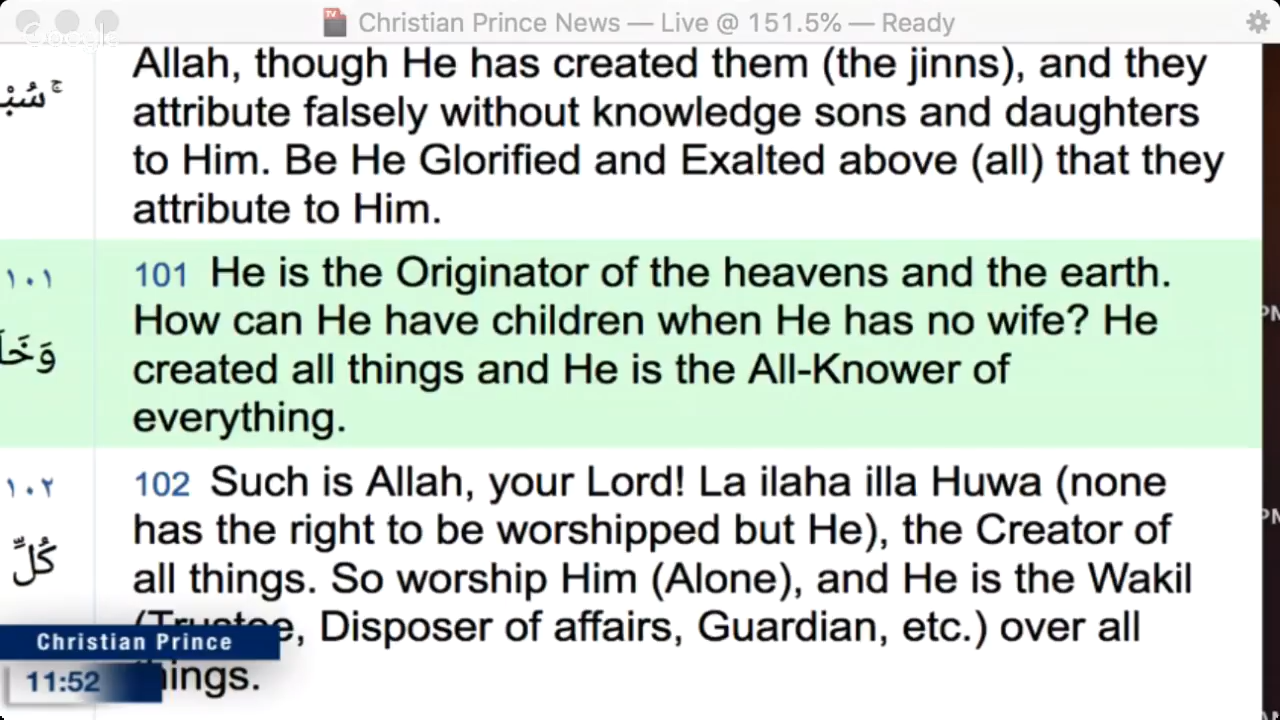 Christian Prince News — Live @ 151.5% — Ready
Google
Allah, though He has created them (the jinns), and they
attribute falsely without knowledge sons and daughters
to Him. Be He Glorified and Exalted above (all) that they
attribute to Him.
١٠١
101 He is the Originator of the heavens and the earth.
How can He have children when He has no wife? He
created all things and He is the All-Knower of
everything.
١٠٢
102 Such is Allah, your Lord! La ilaha illa Huwa (none
has the right to be worshipped but He), the Creator of
كُلِّ
all things. So worship Him (Alone), and He is the Wakil
(Trustee, Disposer of affairs, Guardian, etc.) over all
things.
Christian Prince
11:52